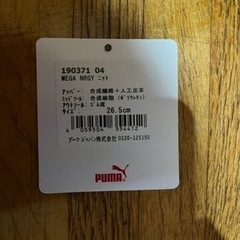 190371 04
MEGA NRGY ニット
アッパー: 合成繊維+人工皮革
ミッドソール: 合成樹脂 (ポリウレタン)
アウトソール: ゴム底
サイズ: 26.5cm
4 059504 354412
PUMA
プーマ ジャパン株式会社
0120-125150